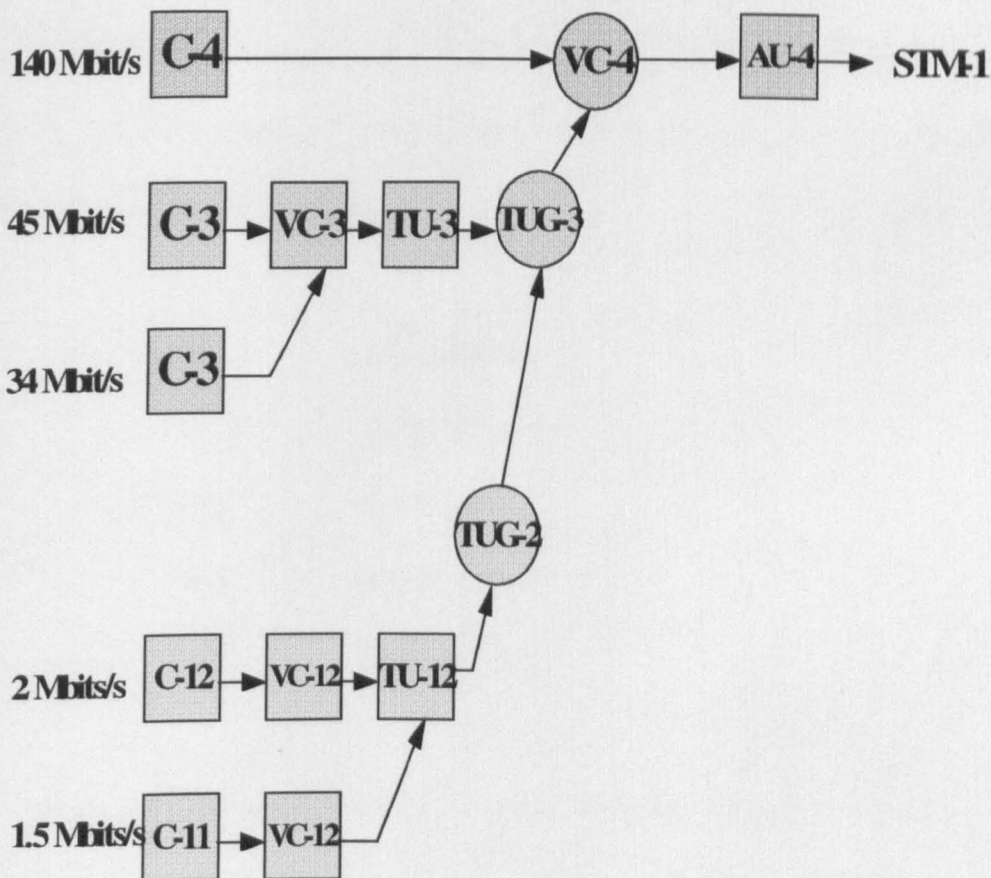 140 Mbit/s C-4 VC-4 AU-4 STM-1
45 Mbit/s C-3 VC-3 TU-3 TUG-3
34 Mbit/s C-3
TUG-2
2 Mbits/s C-12 VC-12 TU-12
1.5 Mbits/s C-11 VC-12